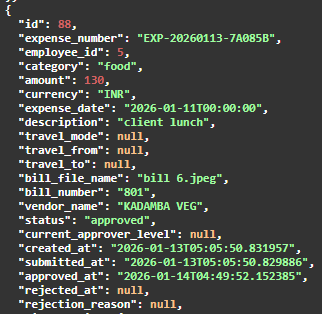 {
"id": 88,
"expense_number": "EXP-20260113-7A085B",
"employee_id": 5,
"category": "food",
"amount": 130,
"currency": "INR",
"expense_date": "2026-01-11T00:00:00",
"description": "client lunch",
"travel_mode": null,
"travel_from": null,
"travel_to": null,
"bill_file_name": "bill 6.jpeg",
"bill_number": "801",
"vendor_name": "KADAMBA VEG",
"status": "approved",
"current_approver_level": null,
"created_at": "2026-01-13T05:05:50.831957",
"submitted_at": "2026-01-13T05:05:50.829886",
"approved_at": "2026-01-14T04:49:52.152385",
"rejected_at": null,
"rejection_reason": null,